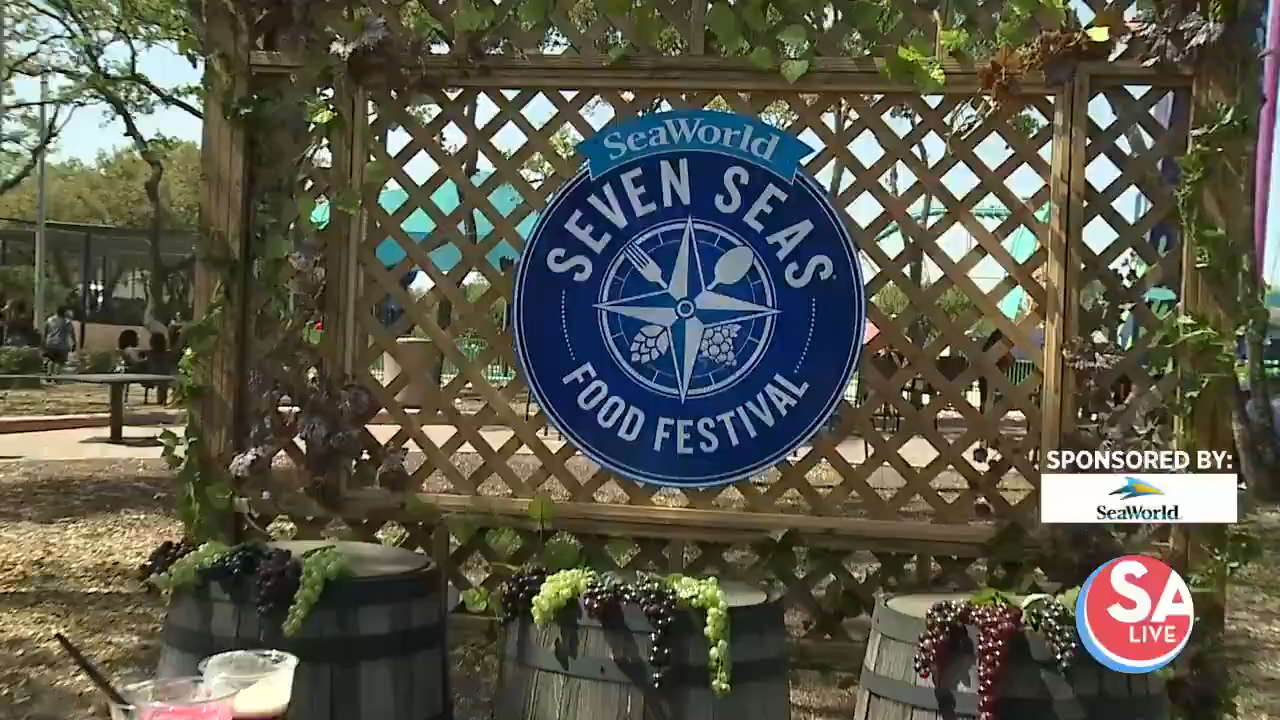 SeaWorld
SEVEN SEAS
FOOD FESTIVAL
SPONSORED BY:
SeaWorld
SA
LIVE